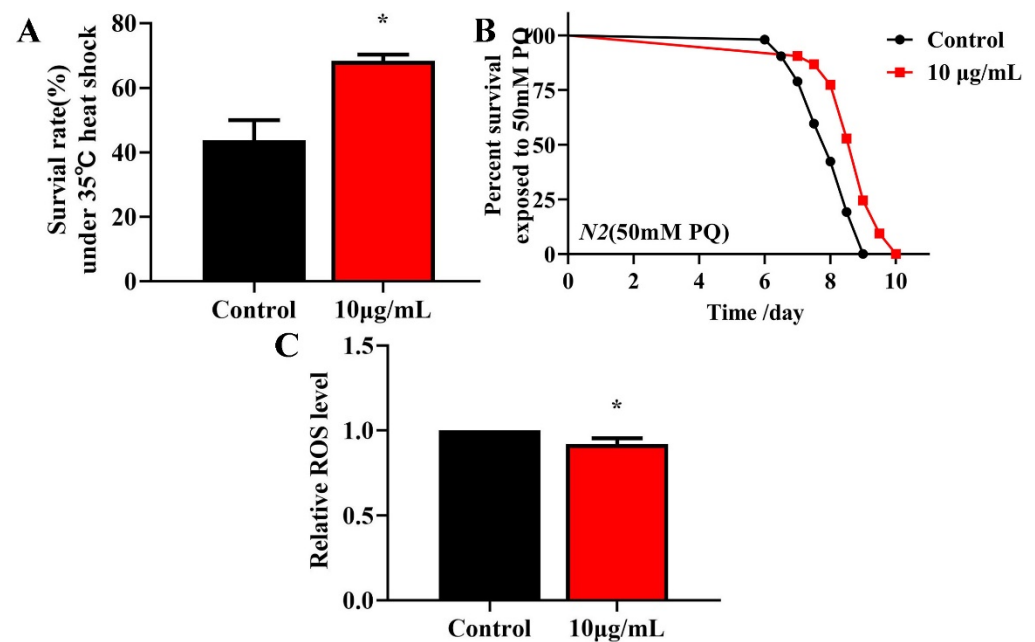 A
Survial rate(%)
under 35℃ heat shock
80
60
40
20
0
*
Control
10μg/mL
B
Percent survival
exposed to 50mM PQ
100
75
50
25
0
N2(50mM PQ)
0
2
4
6
8
10
Time /day
Control
10 μg/mL
C
Relative ROS level
1.5
1.0
0.5
0.0
*
Control
10μg/mL